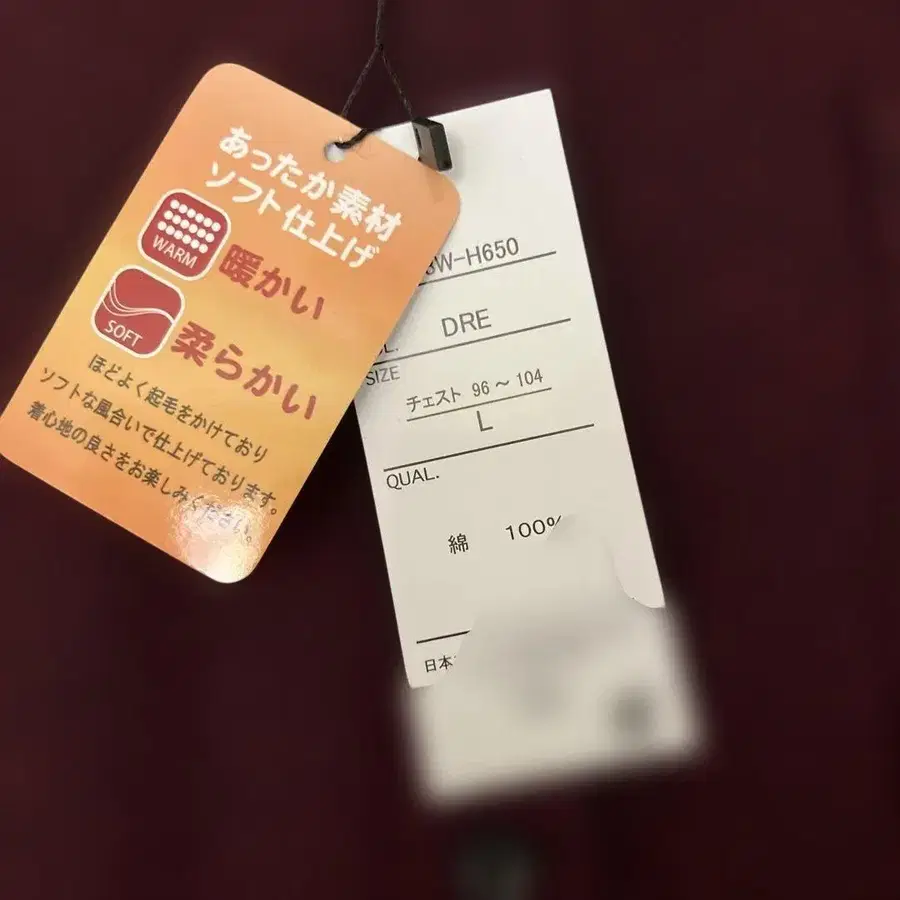 あったか素材
ソフト仕上げ
WARM
暖かい
SOFT
柔らかい
ほどよく起毛をかけており
ソフトな風合いで仕上げております。
着心地の良さをお楽しみください。
W-H650
DRE
SIZE
チェスト 96 ～ 104
L
QUAL.
綿 100%
日本